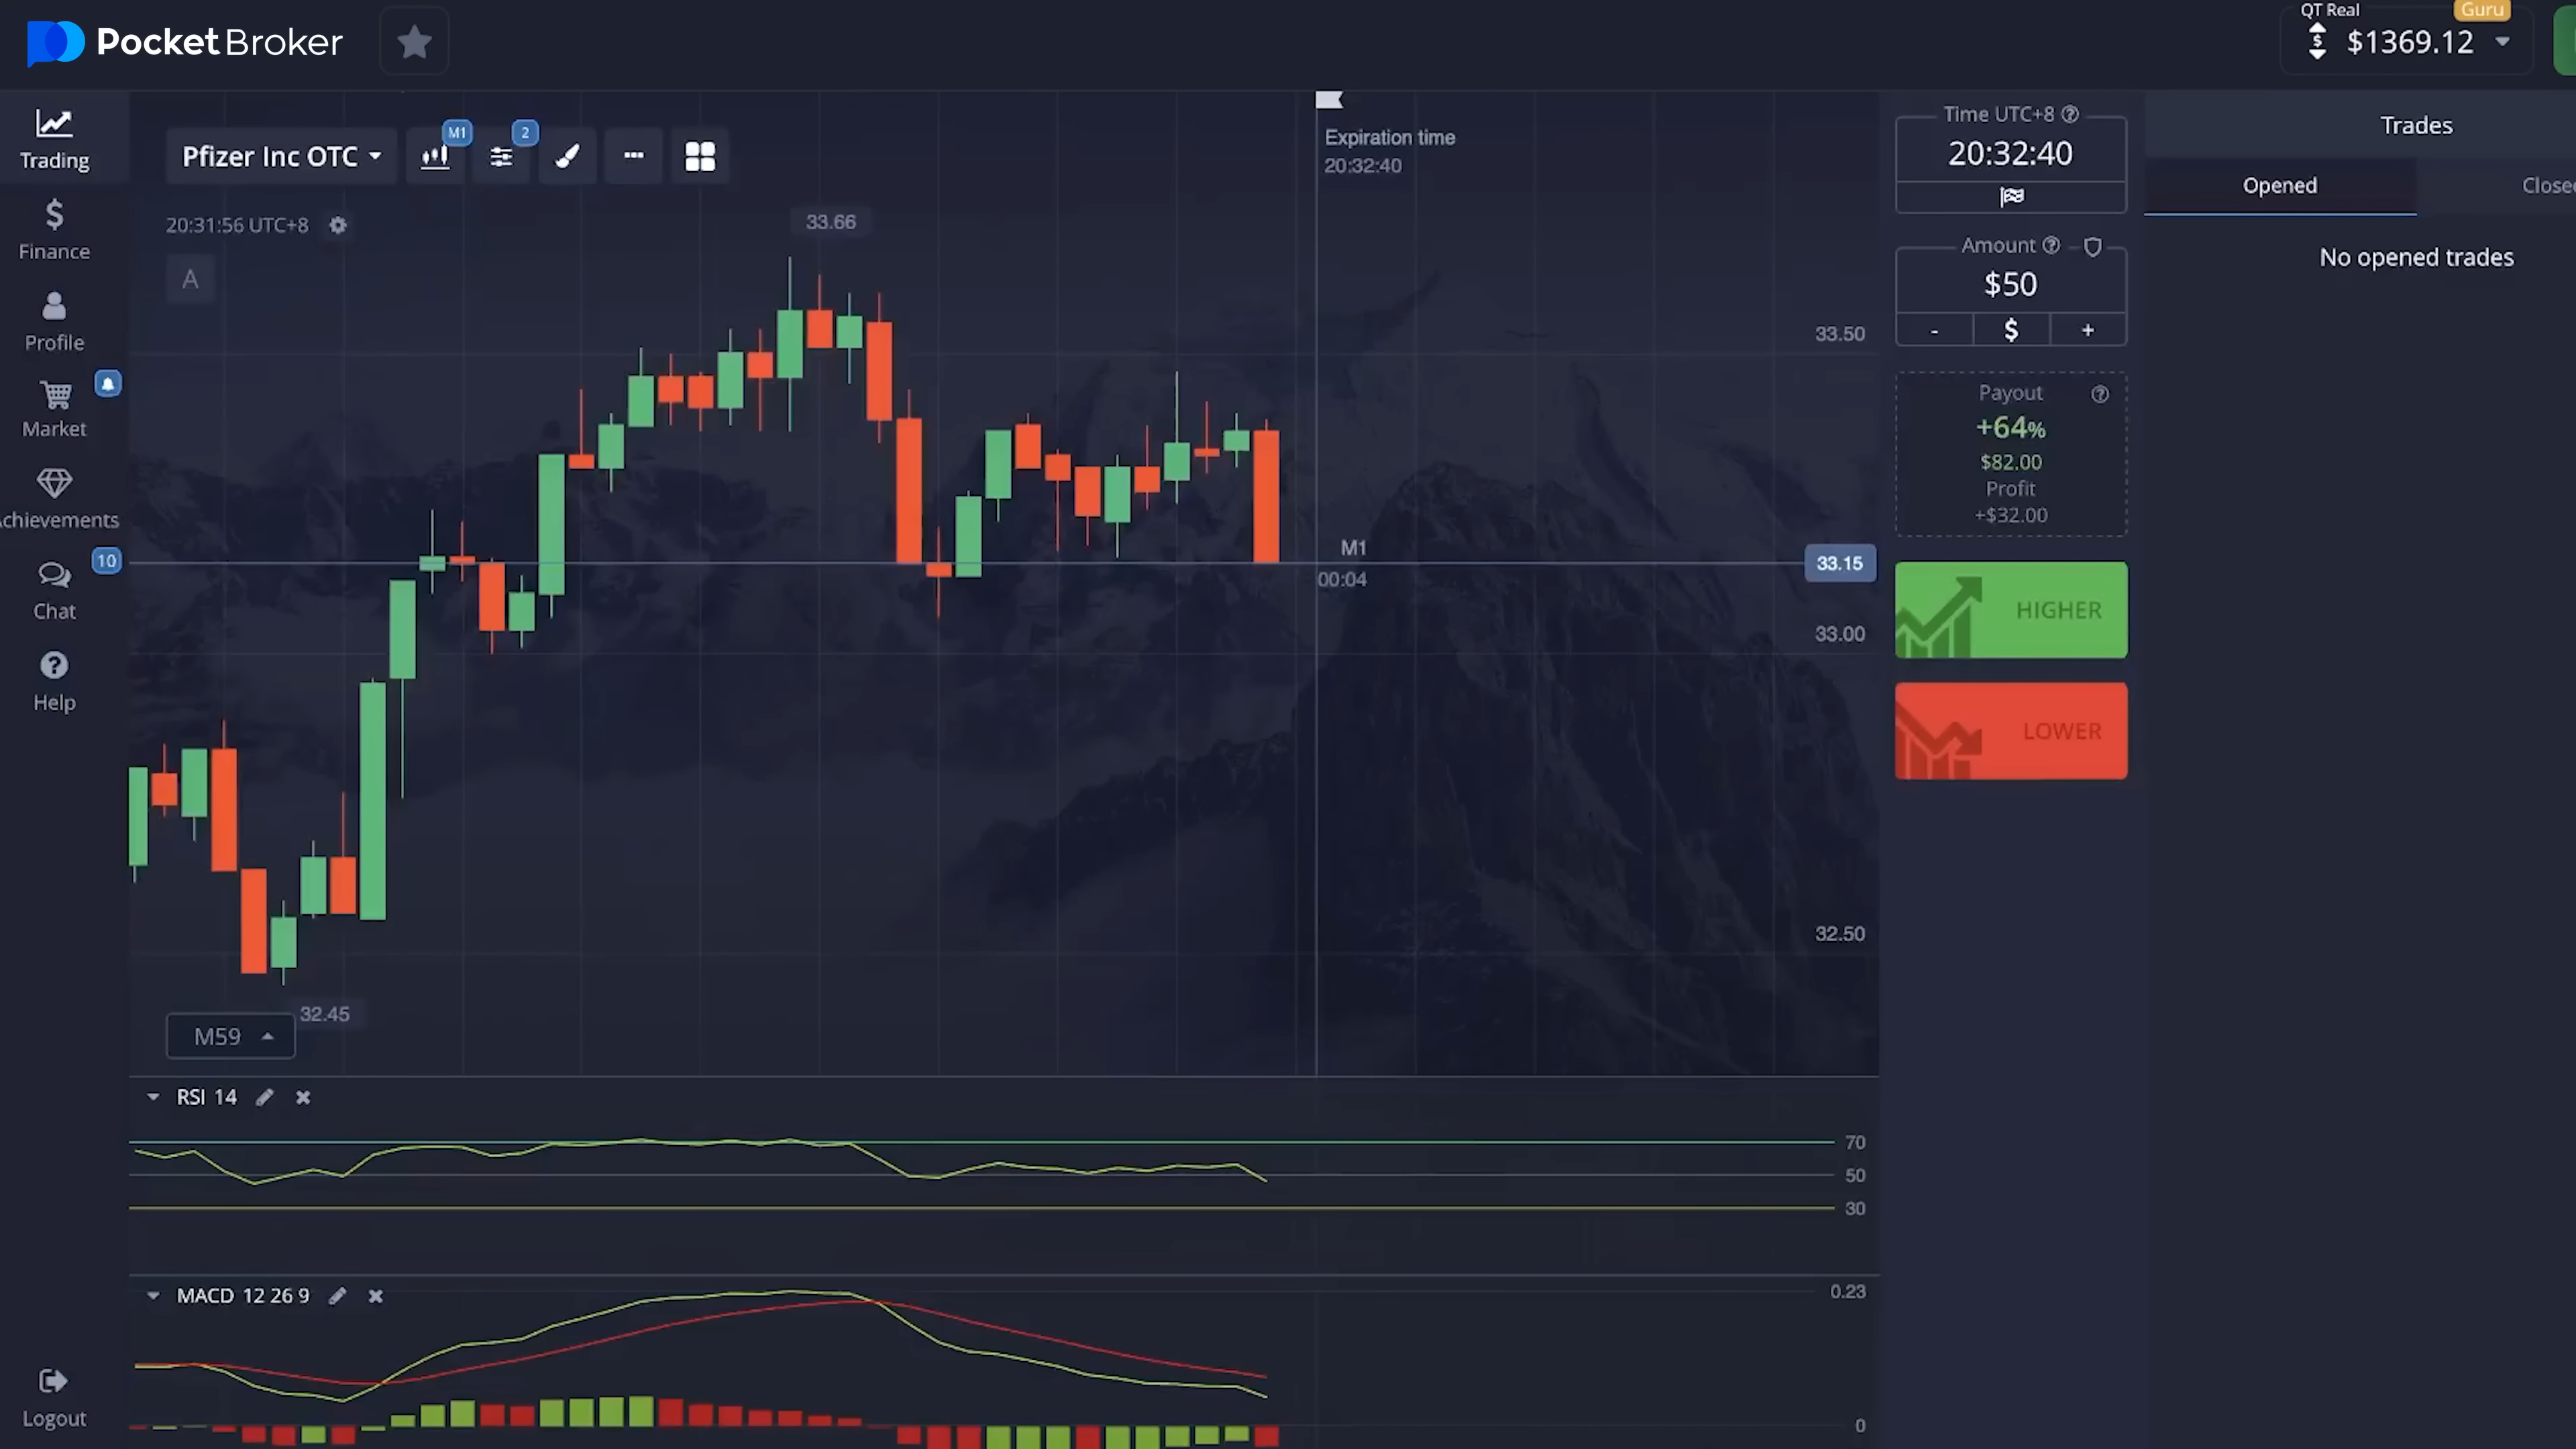 PocketBroker
QT Real
Guru
$
$1369.12
Trading
Finance
Profile
Market
Chat
10
Help
Logout
Pfizer Inc OTC
M1
2
20:31:56 UTC+8
A
33.66
Expiration time
20:32:40
33.50
M1
00:04
33.15
33.00
32.50
32.45
M59
RSI 14
70
50
30
MACD 12 26 9
0.23
0
Time UTC+8 ?
20:32:40
Amount ?
$50
- $ +
Payout ?
+64%
$82.00
Profit
+$32.00
HIGHER
LOWER
Trades
Opened
No opened trades